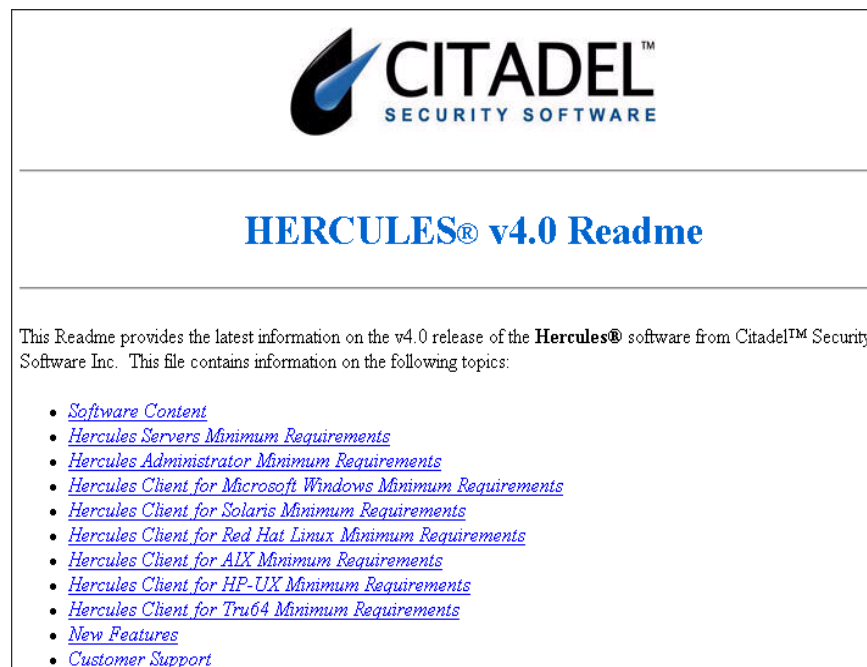 CITADEL™
SECURITY SOFTWARE
HERCULES® v4.0 Readme
This Readme provides the latest information on the v4.0 release of the Hercules® software from Citadel™ Security
Software Inc. This file contains information on the following topics:
• Software Content
• Hercules Servers Minimum Requirements
• Hercules Administrator Minimum Requirements
• Hercules Client for Microsoft Windows Minimum Requirements
• Hercules Client for Solaris Minimum Requirements
• Hercules Client for Red Hat Linux Minimum Requirements
• Hercules Client for AIX Minimum Requirements
• Hercules Client for HP-UX Minimum Requirements
• Hercules Client for Tru64 Minimum Requirements
• New Features
• Customer Support